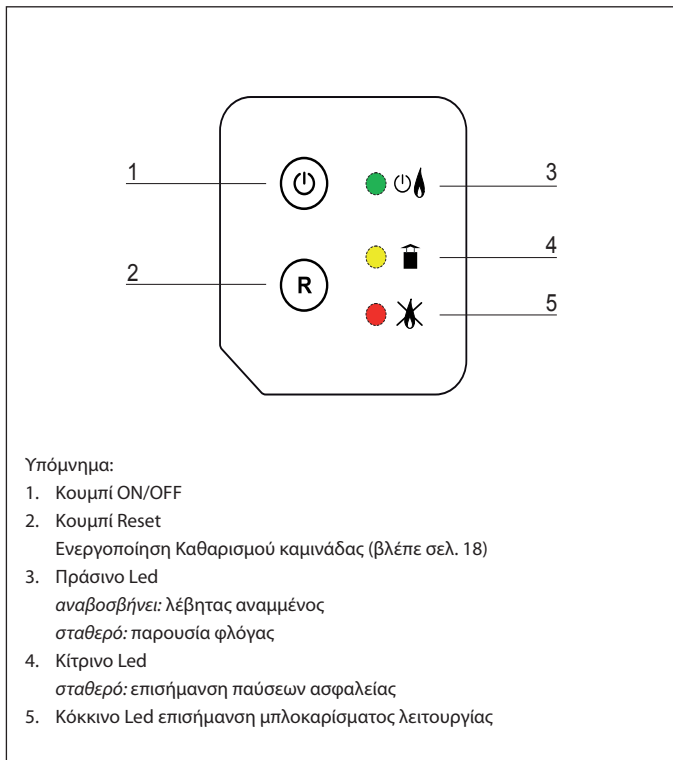 1
2
R
3
4
5
Υπόμνημα:
1. Κουμπί ON/OFF
2. Κουμπί Reset
Ενεργοποίηση Καθαρισμού καμινάδας (βλέπε σελ. 18)
3. Πράσινο Led
αναβοσβήνει: λέβητας αναμμένος
σταθερό: παρουσία φλόγας
4. Κίτρινο Led
σταθερό: επισήμανση παύσεων ασφαλείας
5. Κόκκινο Led επισήμανση μπλοκαρίσματος λειτουργίας